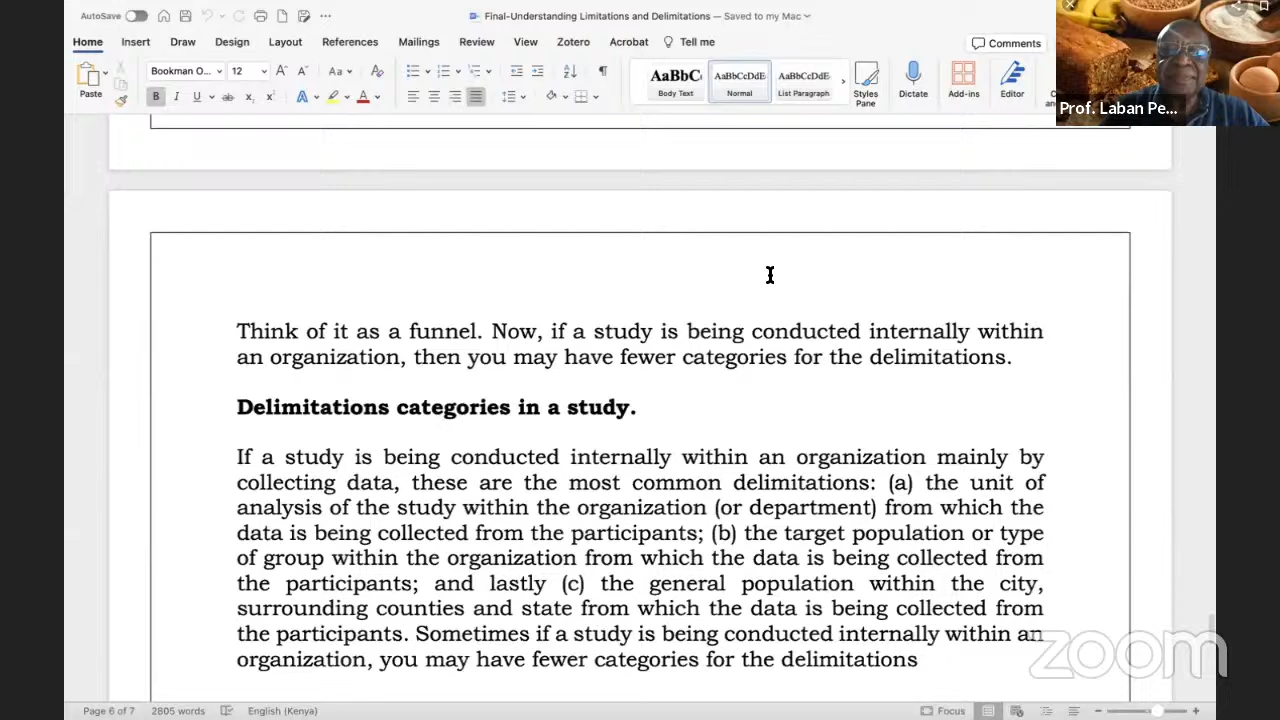 AutoSave
Final-Understanding Limitations and Delimitations — Saved to my Mac
Home Insert Draw Design Layout References Mailings Review View Zotero Acrobat Tell me
Comments
Paste
Bookman O... 12
Aa
B I U ab x₂ x² A A
AaBbC AaBbCcDdE AaBbCcDdE
Body Text Normal List Paragraph
Styles Pane
Dictate
Add-ins
Editor
Prof. Laban Pe...
Think of it as a funnel. Now, if a study is being conducted internally within
an organization, then you may have fewer categories for the delimitations.
Delimitations categories in a study.
If a study is being conducted internally within an organization mainly by
collecting data, these are the most common delimitations: (a) the unit of
analysis of the study within the organization (or department) from which the
data is being collected from the participants; (b) the target population or type
of group within the organization from which the data is being collected from
the participants; and lastly (c) the general population within the city,
surrounding counties and state from which the data is being collected from
the participants. Sometimes if a study is being conducted internally within an
organization, you may have fewer categories for the delimitations
zoom
Page 6 of 7 2805 words English (Kenya) Focus